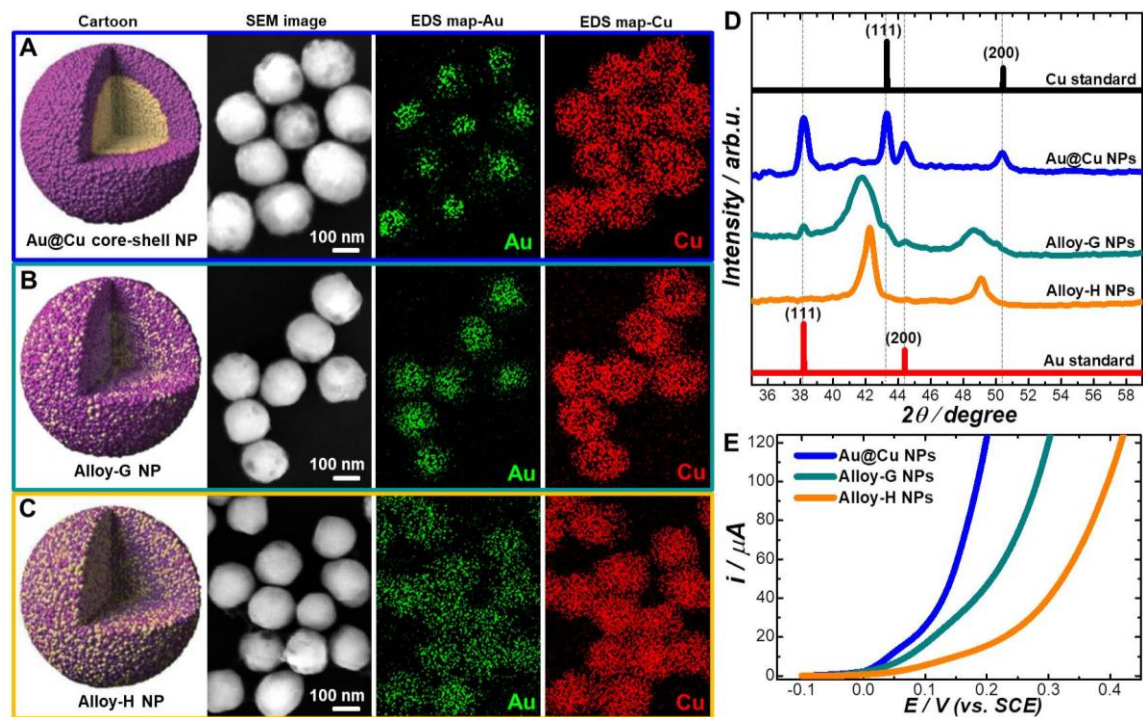 Cartoon SEM image EDS map-Au EDS map-Cu
A
Au@Cu core-shell NP
100 nm
Au
Cu
B
Alloy-G NP
100 nm
Au
Cu
C
Alloy-H NP
100 nm
Au
Cu
D
Intensity / arb.u.
(111)
(200)
Cu standard
Au@Cu NPs
Alloy-G NPs
Alloy-H NPs
(111)
(200)
Au standard
36 38 40 42 44 46 48 50 52 54 56 58
2θ / degree
E
i / μA
120
100
80
60
40
20
0
Au@Cu NPs
Alloy-G NPs
Alloy-H NPs
-0.1 0.0 0.1 0.2 0.3 0.4
E / V (vs. SCE)